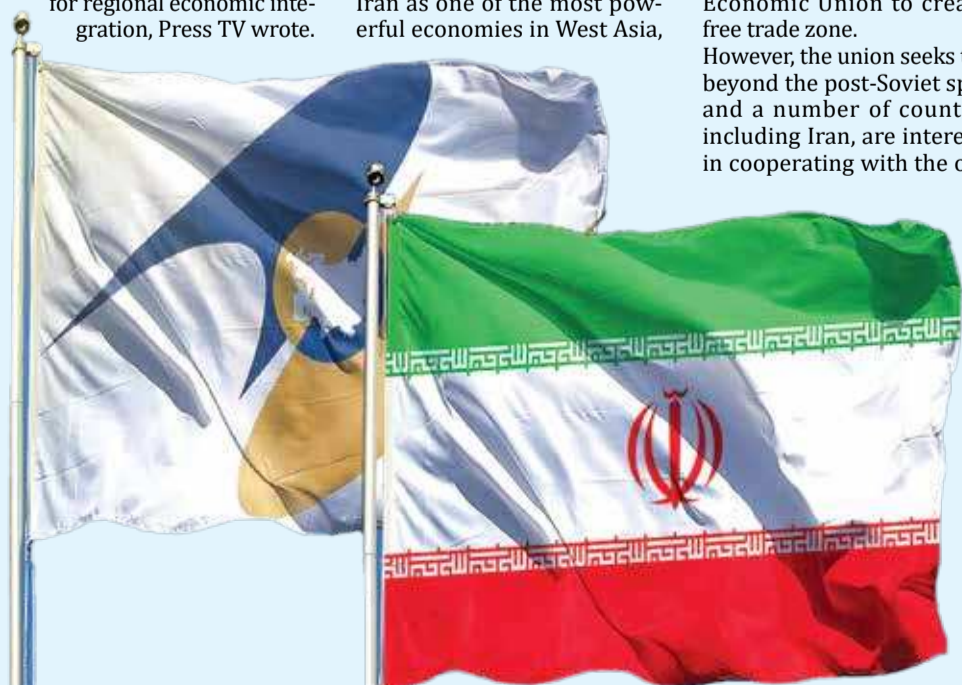 for regional economic inte-
gration, Press TV wrote.
Iran as one of the most pow-
erful economies in West Asia,
Economic Union to crea
free trade zone.
However, the union seeks t
beyond the post-Soviet sp
and a number of count
including Iran, are intere
in cooperating with the o